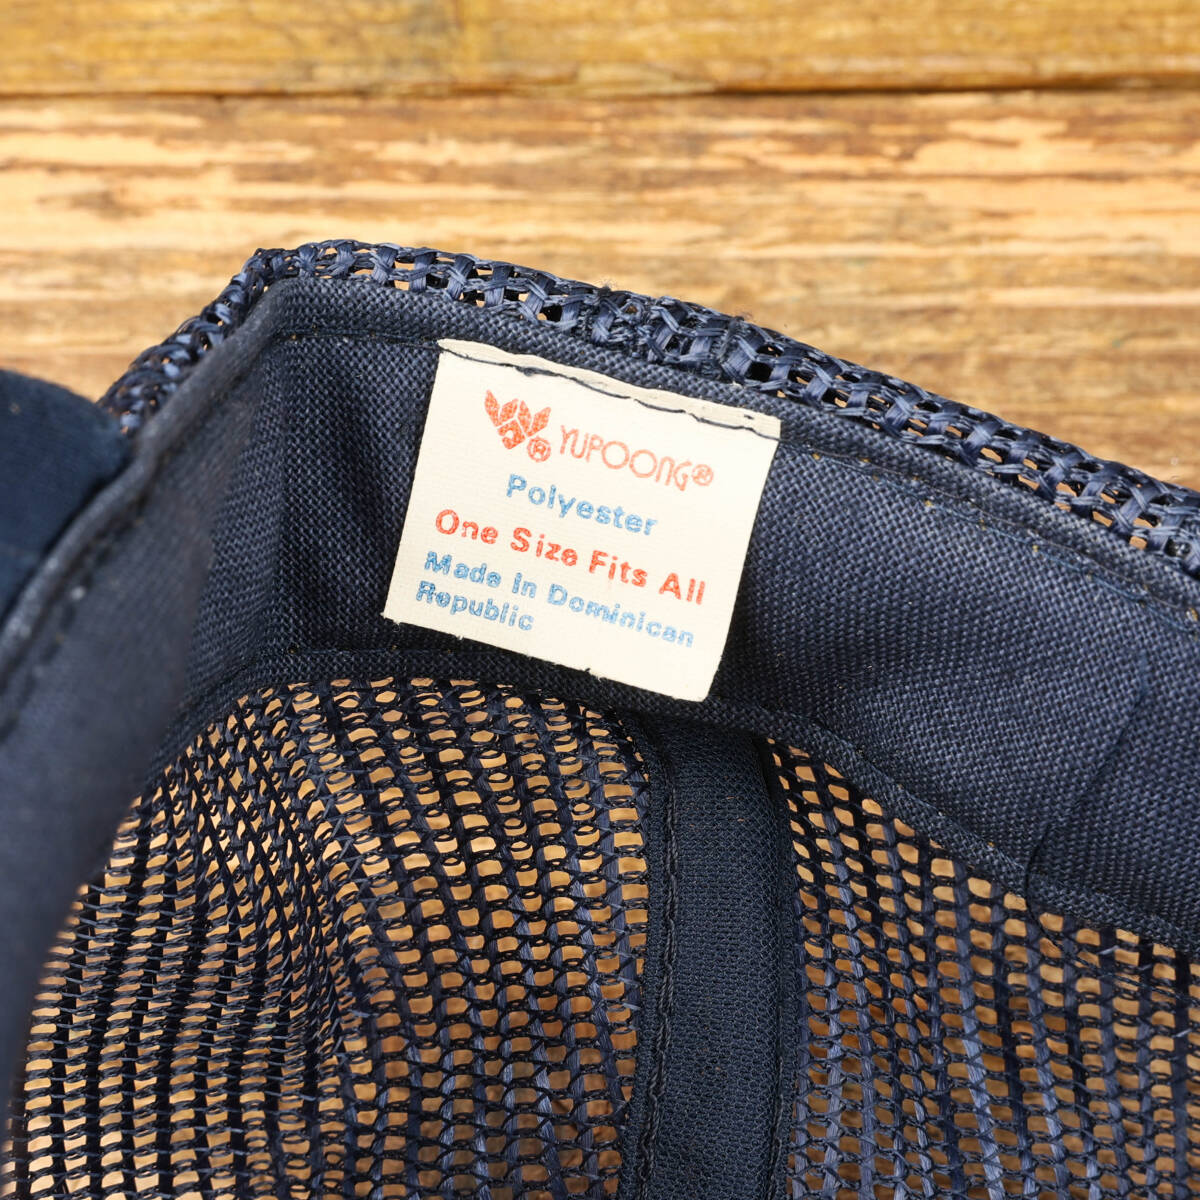 YUPOONG®
Polyester
One Size Fits All
Made In Dominican
Republic